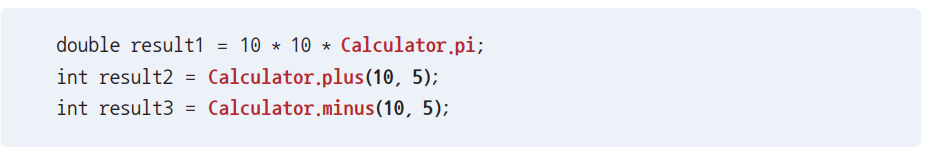 double result1 = 10 * 10 * Calculator.pi;
int result2 = Calculator.plus(10, 5);
int result3 = Calculator.minus(10, 5);